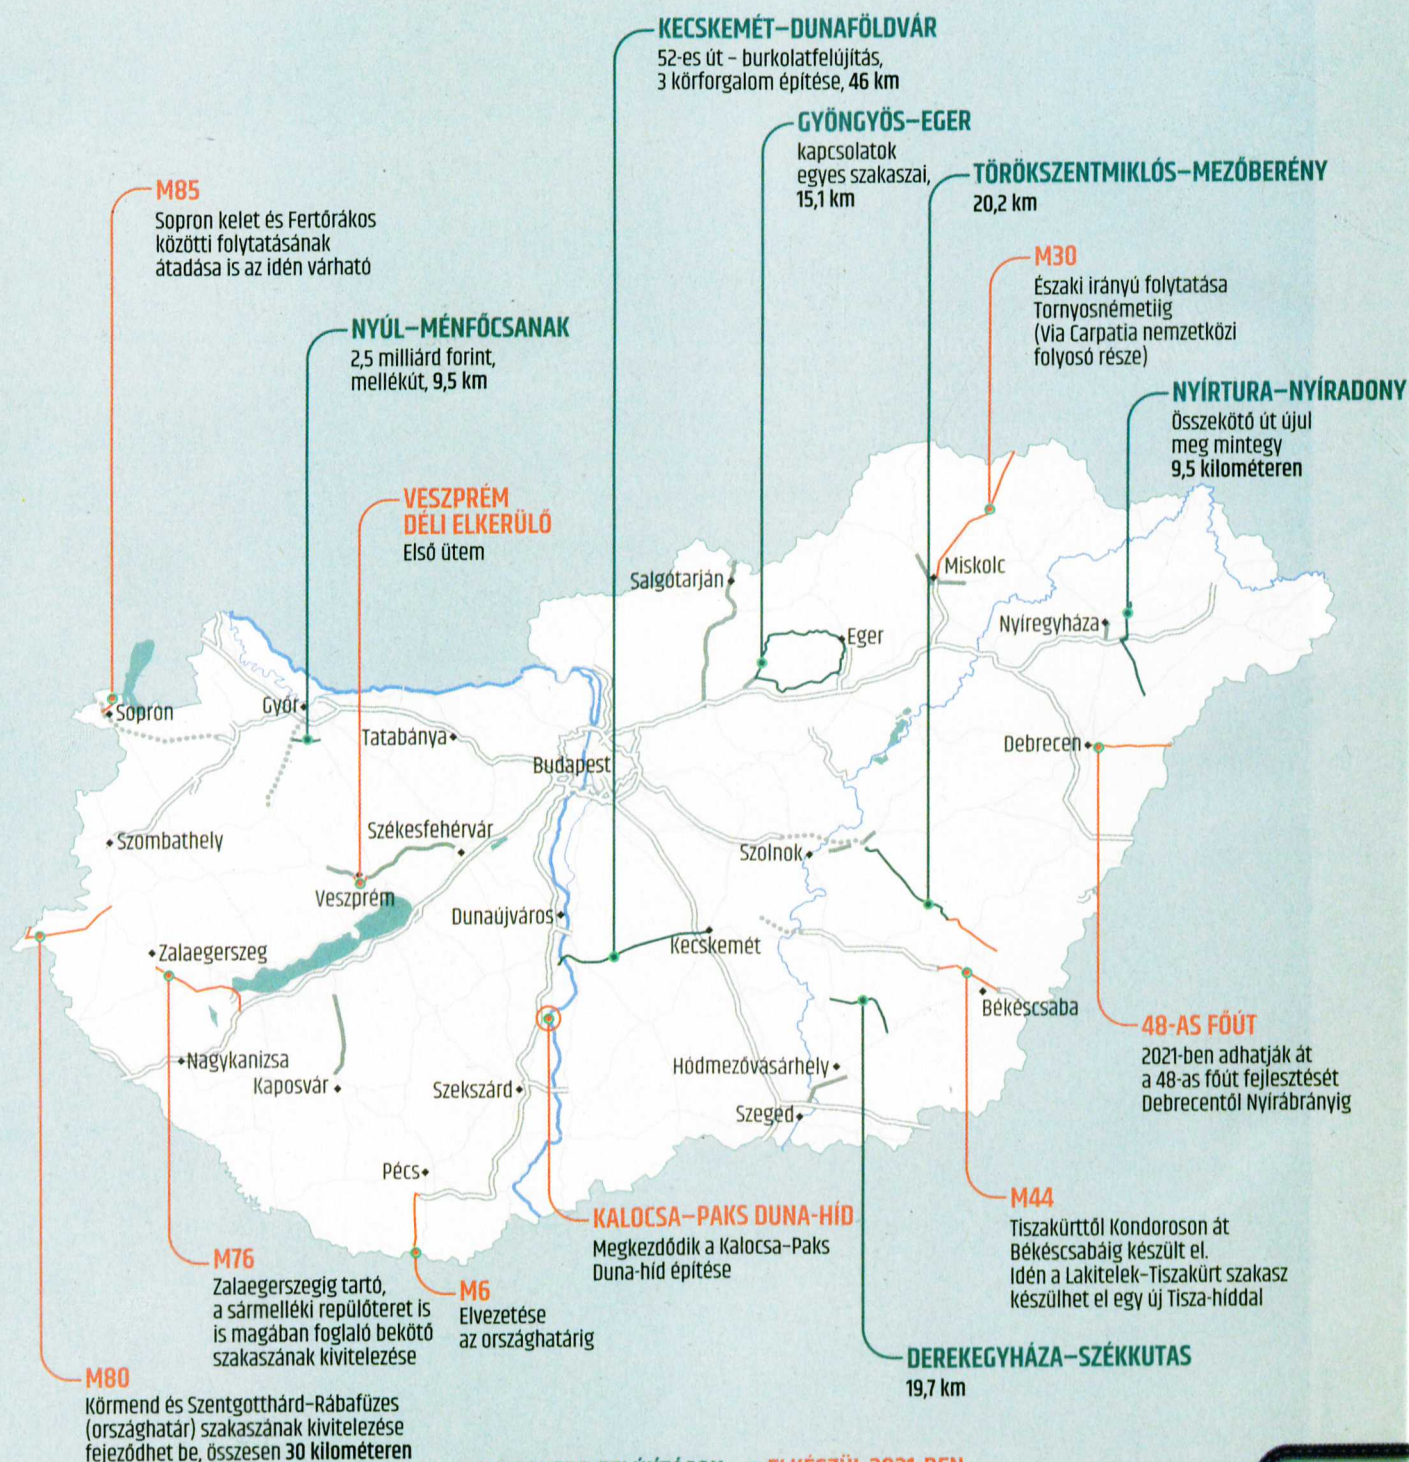 KECSKEMÉT–DUNAFÖLDVÁR
52-es út – burkolatfelújítás,
3 körforgalom építése, 46 km
GYÖNGYÖS–EGER
kapcsolatok
egyes szakaszai,
15,1 km
TÖRÖKSZENTMIKLÓS–MEZŐBERÉNY
20,2 km
M85
Sopron kelet és Fertőrákos
közötti folytatásának
átadása is az idén várható
M30
Északi irányú folytatása
Tornyosnémetiig
(Via Carpatia nemzetközi
folyosó része)
NYÚL–MÉNFŐCSANAK
2,5 milliárd forint,
mellékút, 9,5 km
NYÍRTURA–NYÍRADONY
Összekötő út újul
meg mintegy
9,5 kilométeren
VESZPRÉM
DÉLI ELKERÜLŐ
Első ütem
Salgótarján
Miskolc
Nyíregyháza
Eger
Sopron
Győr
Tatabánya
Budapest
Debrecen
Szombathely
Székesfehérvár
Szolnok
Veszprém
Dunaújváros
Kecskemét
Zalaegerszeg
Békéscsaba
Nagykanizsa
Kaposvár
Szekszárd
Hódmezővásárhely
Szeged
Pécs
48-AS FŐÚT
2021-ben adhatják át
a 48-as főút fejlesztését
Debrecentől Nyírábrányig
M44
Tiszakürttől Kondoroson át
Békéscsabáig készült el.
Idén a Lakitelek–Tiszakürt szakasz
készülhet el egy új Tisza-híddal
KALOCSA–PAKS DUNA-HÍD
Megkezdődik a Kalocsa–Paks
Duna-híd építése
M76
Zalaegerszegig tartó,
a sármelléki repülőteret is
is magában foglaló bekötő
szakaszának kivitelezése
M6
Elvezetése
az országhatárig
DEREKEGYHÁZA–SZÉKKUTAS
19,7 km
M80
Körmend és Szentgotthárd–Rábafüzes
(országhatár) szakaszának kivitelezése
fejeződhet be, összesen 30 kilométeren
ELKÉSZÜL 2021-BEN